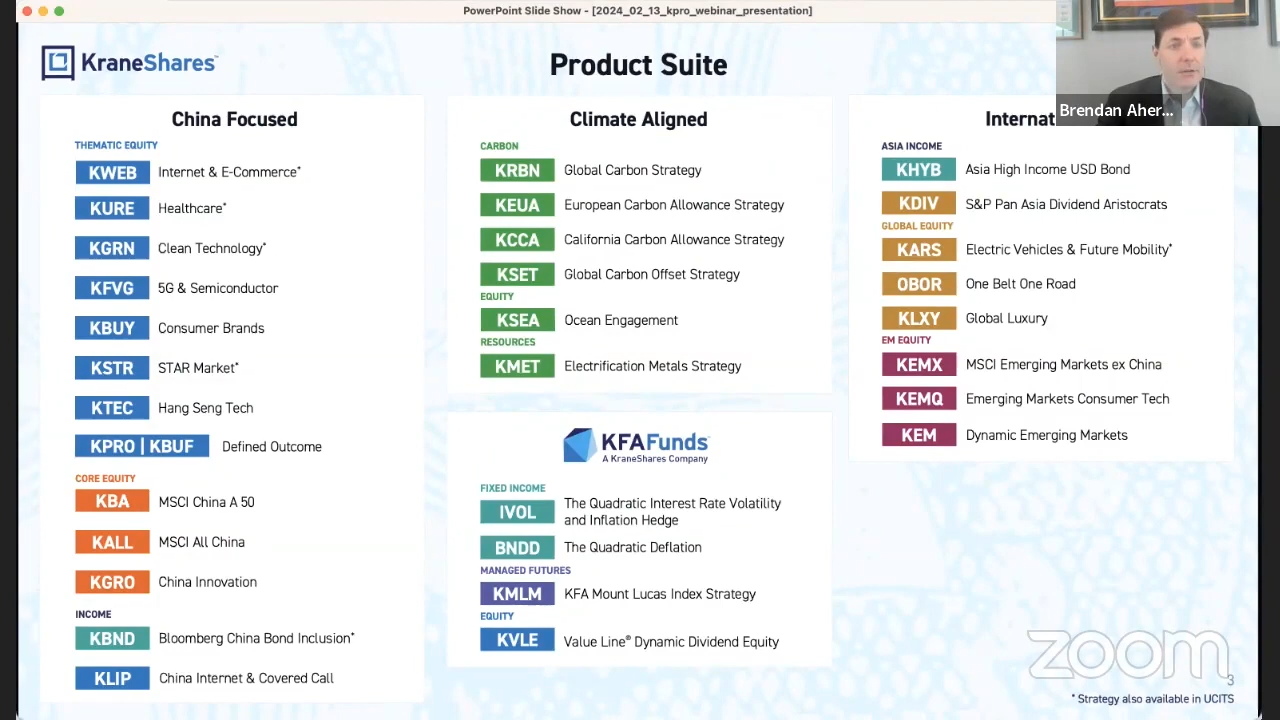 PowerPoint Slide Show - [2024_02_13_kpro_webinar_presentation]
KraneShares™
Product Suite
Brendan Aher...
China Focused
THEMATIC EQUITY
KWEB Internet & E-Commerce*
KURE Healthcare*
KGRN Clean Technology*
KFVG 5G & Semiconductor
KBUY Consumer Brands
KSTR STAR Market*
KTEC Hang Seng Tech
KPRO | KBUF Defined Outcome
CORE EQUITY
KBA MSCI China A 50
KALL MSCI All China
KGRO China Innovation
INCOME
KBND Bloomberg China Bond Inclusion*
KLIP China Internet & Covered Call
Climate Aligned
CARBON
KRBN Global Carbon Strategy
KEUA European Carbon Allowance Strategy
KCCA California Carbon Allowance Strategy
KSET Global Carbon Offset Strategy
EQUITY
KSEA Ocean Engagement
RESOURCES
KMET Electrification Metals Strategy
KFAFunds™
A KraneShares Company
FIXED INCOME
IVOL The Quadratic Interest Rate Volatility
and Inflation Hedge
BNDD The Quadratic Deflation
MANAGED FUTURES
KMLM KFA Mount Lucas Index Strategy
EQUITY
KVLE Value Line® Dynamic Dividend Equity
Internat
ASIA INCOME
KHYB Asia High Income USD Bond
KDIV S&P Pan Asia Dividend Aristocrats
GLOBAL EQUITY
KARS Electric Vehicles & Future Mobility*
OBOR One Belt One Road
KLXY Global Luxury
EM EQUITY
KEMX MSCI Emerging Markets ex China
KEMQ Emerging Markets Consumer Tech
KEM Dynamic Emerging Markets
zoom
3
* Strategy also available in UCITS